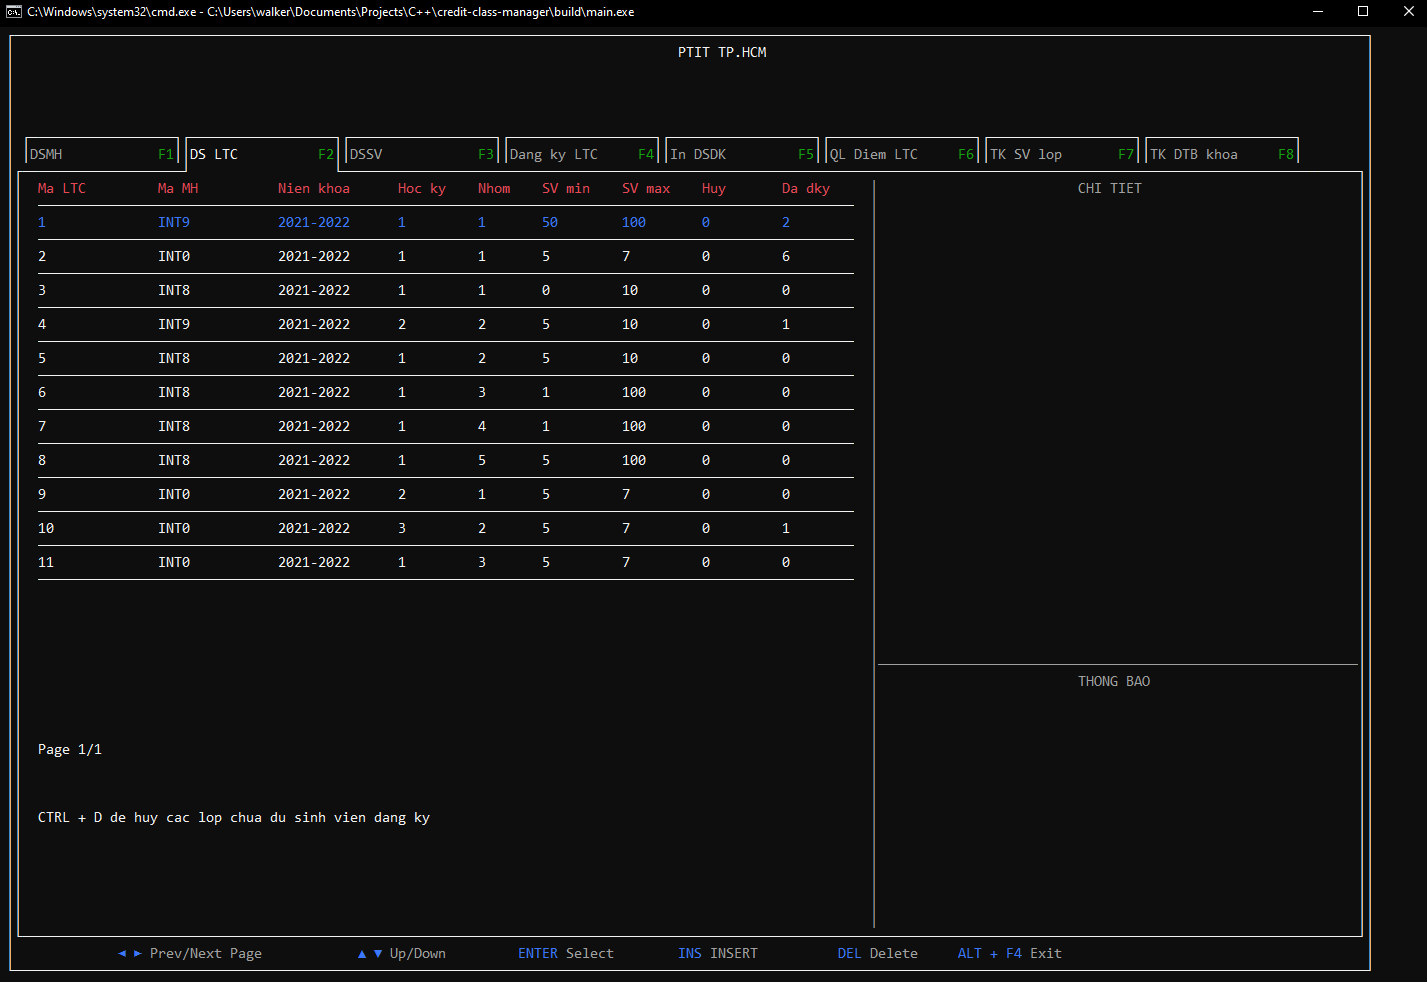 C:\Windows\system32\cmd.exe - C:\Users\walker\Documents\Projects\C++\credit-class-manager\build\main.exe
PTIT TP.HCM
DSMH F1 DS LTC F2 DSSV F3 Dang ky LTC F4 In DSDK F5 QL Diem LTC F6 TK SV lop F7 TK DTB khoa F8
Ma LTC Ma MH Nien khoa Hoc ky Nhom SV min SV max Huy Da dky
1 INT9 2021-2022 1 1 50 100 0 2
2 INT0 2021-2022 1 1 5 7 0 6
3 INT8 2021-2022 1 1 0 10 0 0
4 INT9 2021-2022 2 2 5 10 0 1
5 INT8 2021-2022 1 2 5 10 0 0
6 INT8 2021-2022 1 3 1 100 0 0
7 INT8 2021-2022 1 4 1 100 0 0
8 INT8 2021-2022 1 5 5 100 0 0
9 INT0 2021-2022 2 1 5 7 0 0
10 INT0 2021-2022 3 2 5 7 0 1
11 INT0 2021-2022 1 3 5 7 0 0
Page 1/1
CTRL + D de huy cac lop chua du sinh vien dang ky
CHI TIET
THONG BAO
◄ ► Prev/Next Page ▲ ▼ Up/Down ENTER Select INS INSERT DEL Delete ALT + F4 Exit